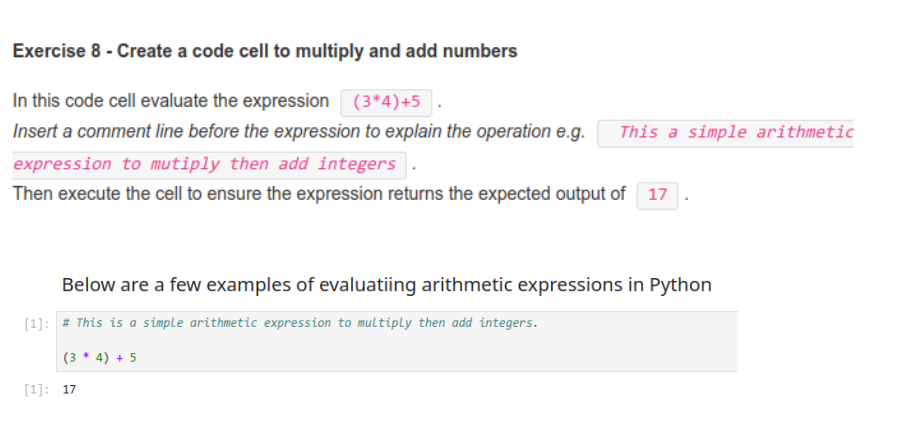 Exercise 8 - Create a code cell to multiply and add numbers
In this code cell evaluate the expression (3*4)+5 .
Insert a comment line before the expression to explain the operation e.g. This a simple arithmetic
expression to mutiply then add integers .
Then execute the cell to ensure the expression returns the expected output of 17 .
Below are a few examples of evaluatiing arithmetic expressions in Python
[1]: # This is a simple arithmetic expression to multiply then add integers.
(3 * 4) + 5
[1]: 17